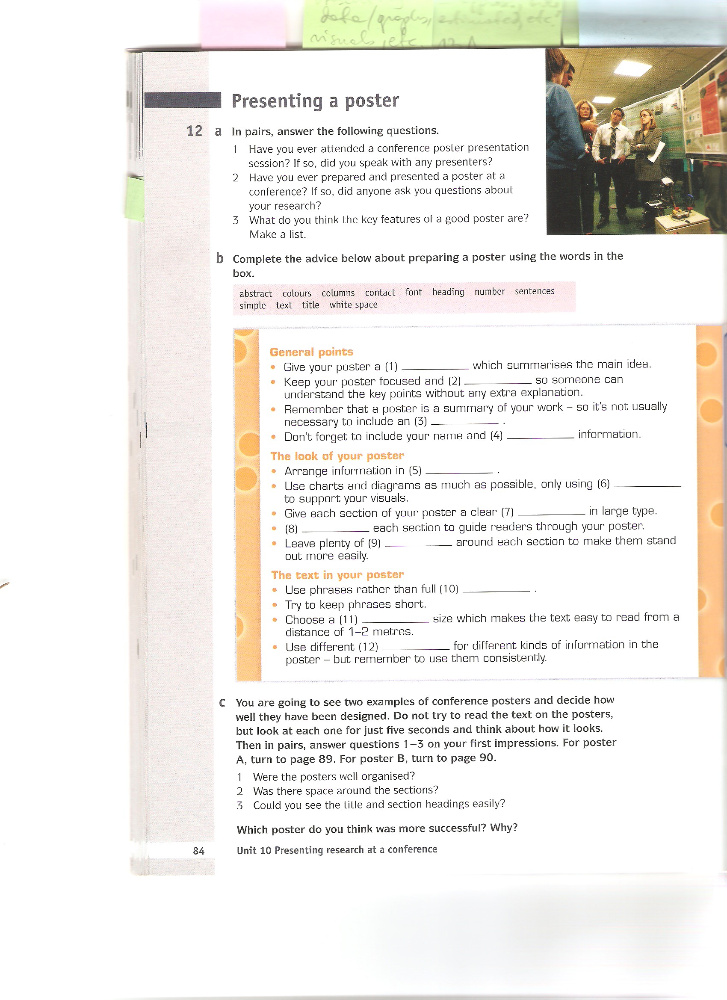 data/graphs, estimated, etc.
visuals, etc. 13A
Presenting a poster
12 a In pairs, answer the following questions.
1 Have you ever attended a conference poster presentation
session? If so, did you speak with any presenters?
2 Have you ever prepared and presented a poster at a
conference? If so, did anyone ask you questions about
your research?
3 What do you think the key features of a good poster are?
Make a list.
b Complete the advice below about preparing a poster using the words in the
box.
abstract colours columns contact font heading number sentences
simple text title white space
General points
• Give your poster a (1) ________ which summarises the main idea.
• Keep your poster focused and (2) ________ so someone can
understand the key points without any extra explanation.
• Remember that a poster is a summary of your work – so it's not usually
necessary to include an (3) ________ .
• Don't forget to include your name and (4) ________ information.
The look of your poster
• Arrange information in (5) ________ .
• Use charts and diagrams as much as possible, only using (6) ________
to support your visuals.
• Give each section of your poster a clear (7) ________ in large type.
• (8) ________ each section to guide readers through your poster.
• Leave plenty of (9) ________ around each section to make them stand
out more easily.
The text in your poster
• Use phrases rather than full (10) ________ .
• Try to keep phrases short.
• Choose a (11) ________ size which makes the text easy to read from a
distance of 1–2 metres.
• Use different (12) ________ for different kinds of information in the
poster – but remember to use them consistently.
c You are going to see two examples of conference posters and decide how
well they have been designed. Do not try to read the text on the posters,
but look at each one for just five seconds and think about how it looks.
Then in pairs, answer questions 1–3 on your first impressions. For poster
A, turn to page 89. For poster B, turn to page 90.
1 Were the posters well organised?
2 Was there space around the sections?
3 Could you see the title and section headings easily?
Which poster do you think was more successful? Why?
84 Unit 10 Presenting research at a conference